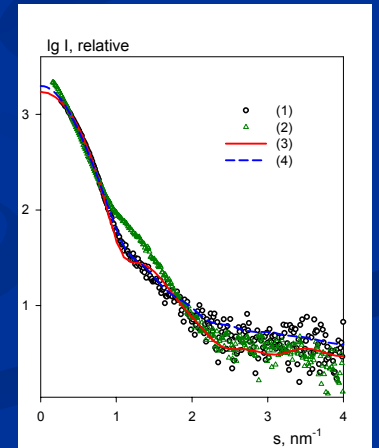 lg I, relative
(1)
(2)
3
(3)
(4)
2
1
0 1 2 3 4
s, nm-1